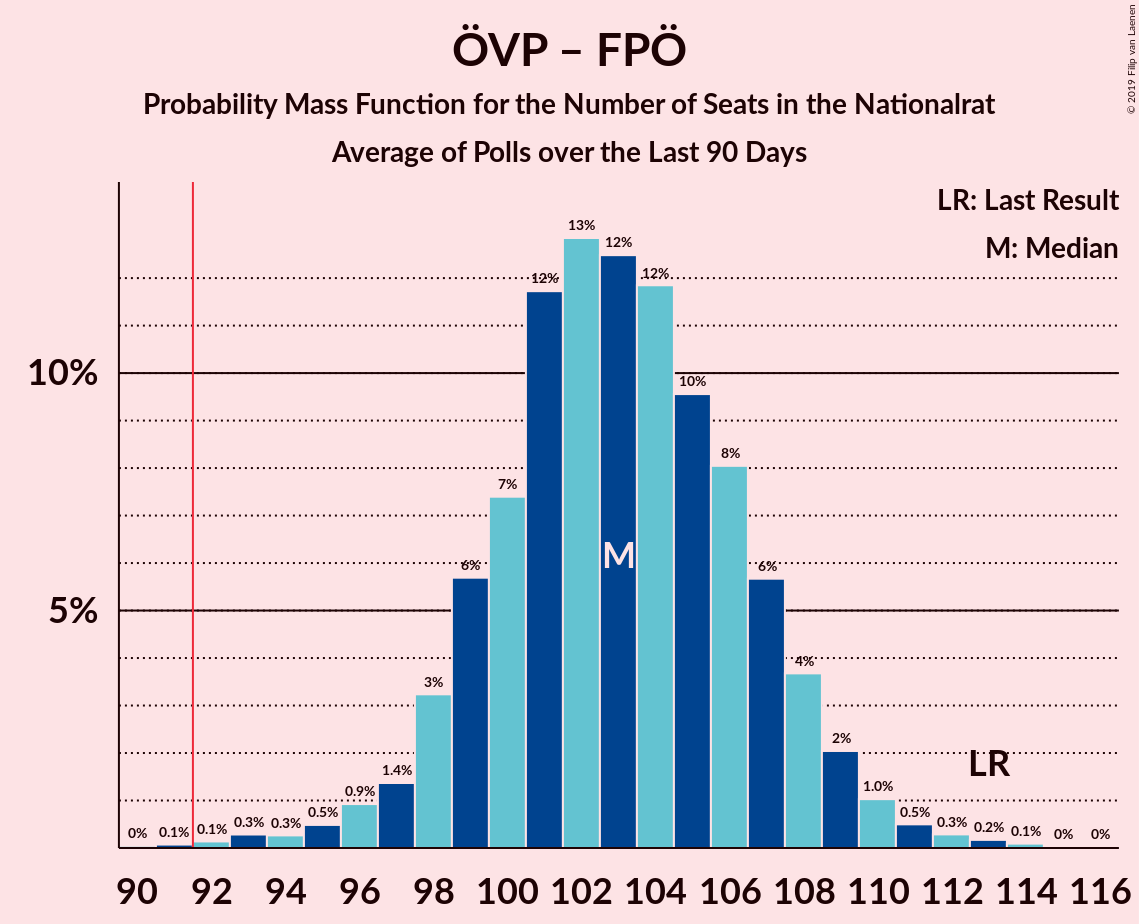 ÖVP – FPÖ
Probability Mass Function for the Number of Seats in the Nationalrat
Average of Polls over the Last 90 Days
© 2019 Filip van Laenen
LR: Last Result
M: Median
10%
5%
0% 0.1% 0.1% 0.3% 0.3% 0.5% 0.9% 1.4% 3% 6% 7% 12% 13% 12% 12% 10% 8% 6% 4% 2% 1.0% 0.5% 0.3% 0.2% 0.1% 0% 0%
M
LR
90 92 94 96 98 100 102 104 106 108 110 112 114 116